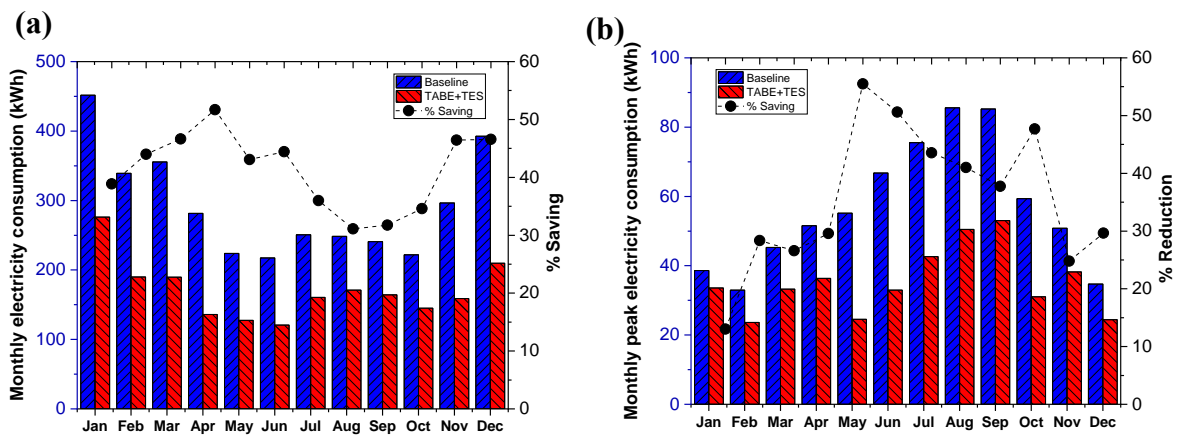 (a)
Monthly electricity consumption (kWh)
500
400
300
200
100
0
Baseline
TABE+TES
% Saving
60
50
40
30
20
10
0
% Saving
Jan Feb Mar Apr May Jun Jul Aug Sep Oct Nov Dec
(b)
Monthly peak electricity consumption (kWh)
100
80
60
40
20
0
Baseline
TABE+TES
% Saving
60
50
40
30
20
10
0
% Reduction
Jan Feb Mar Apr May Jun Jul Aug Sep Oct Nov Dec